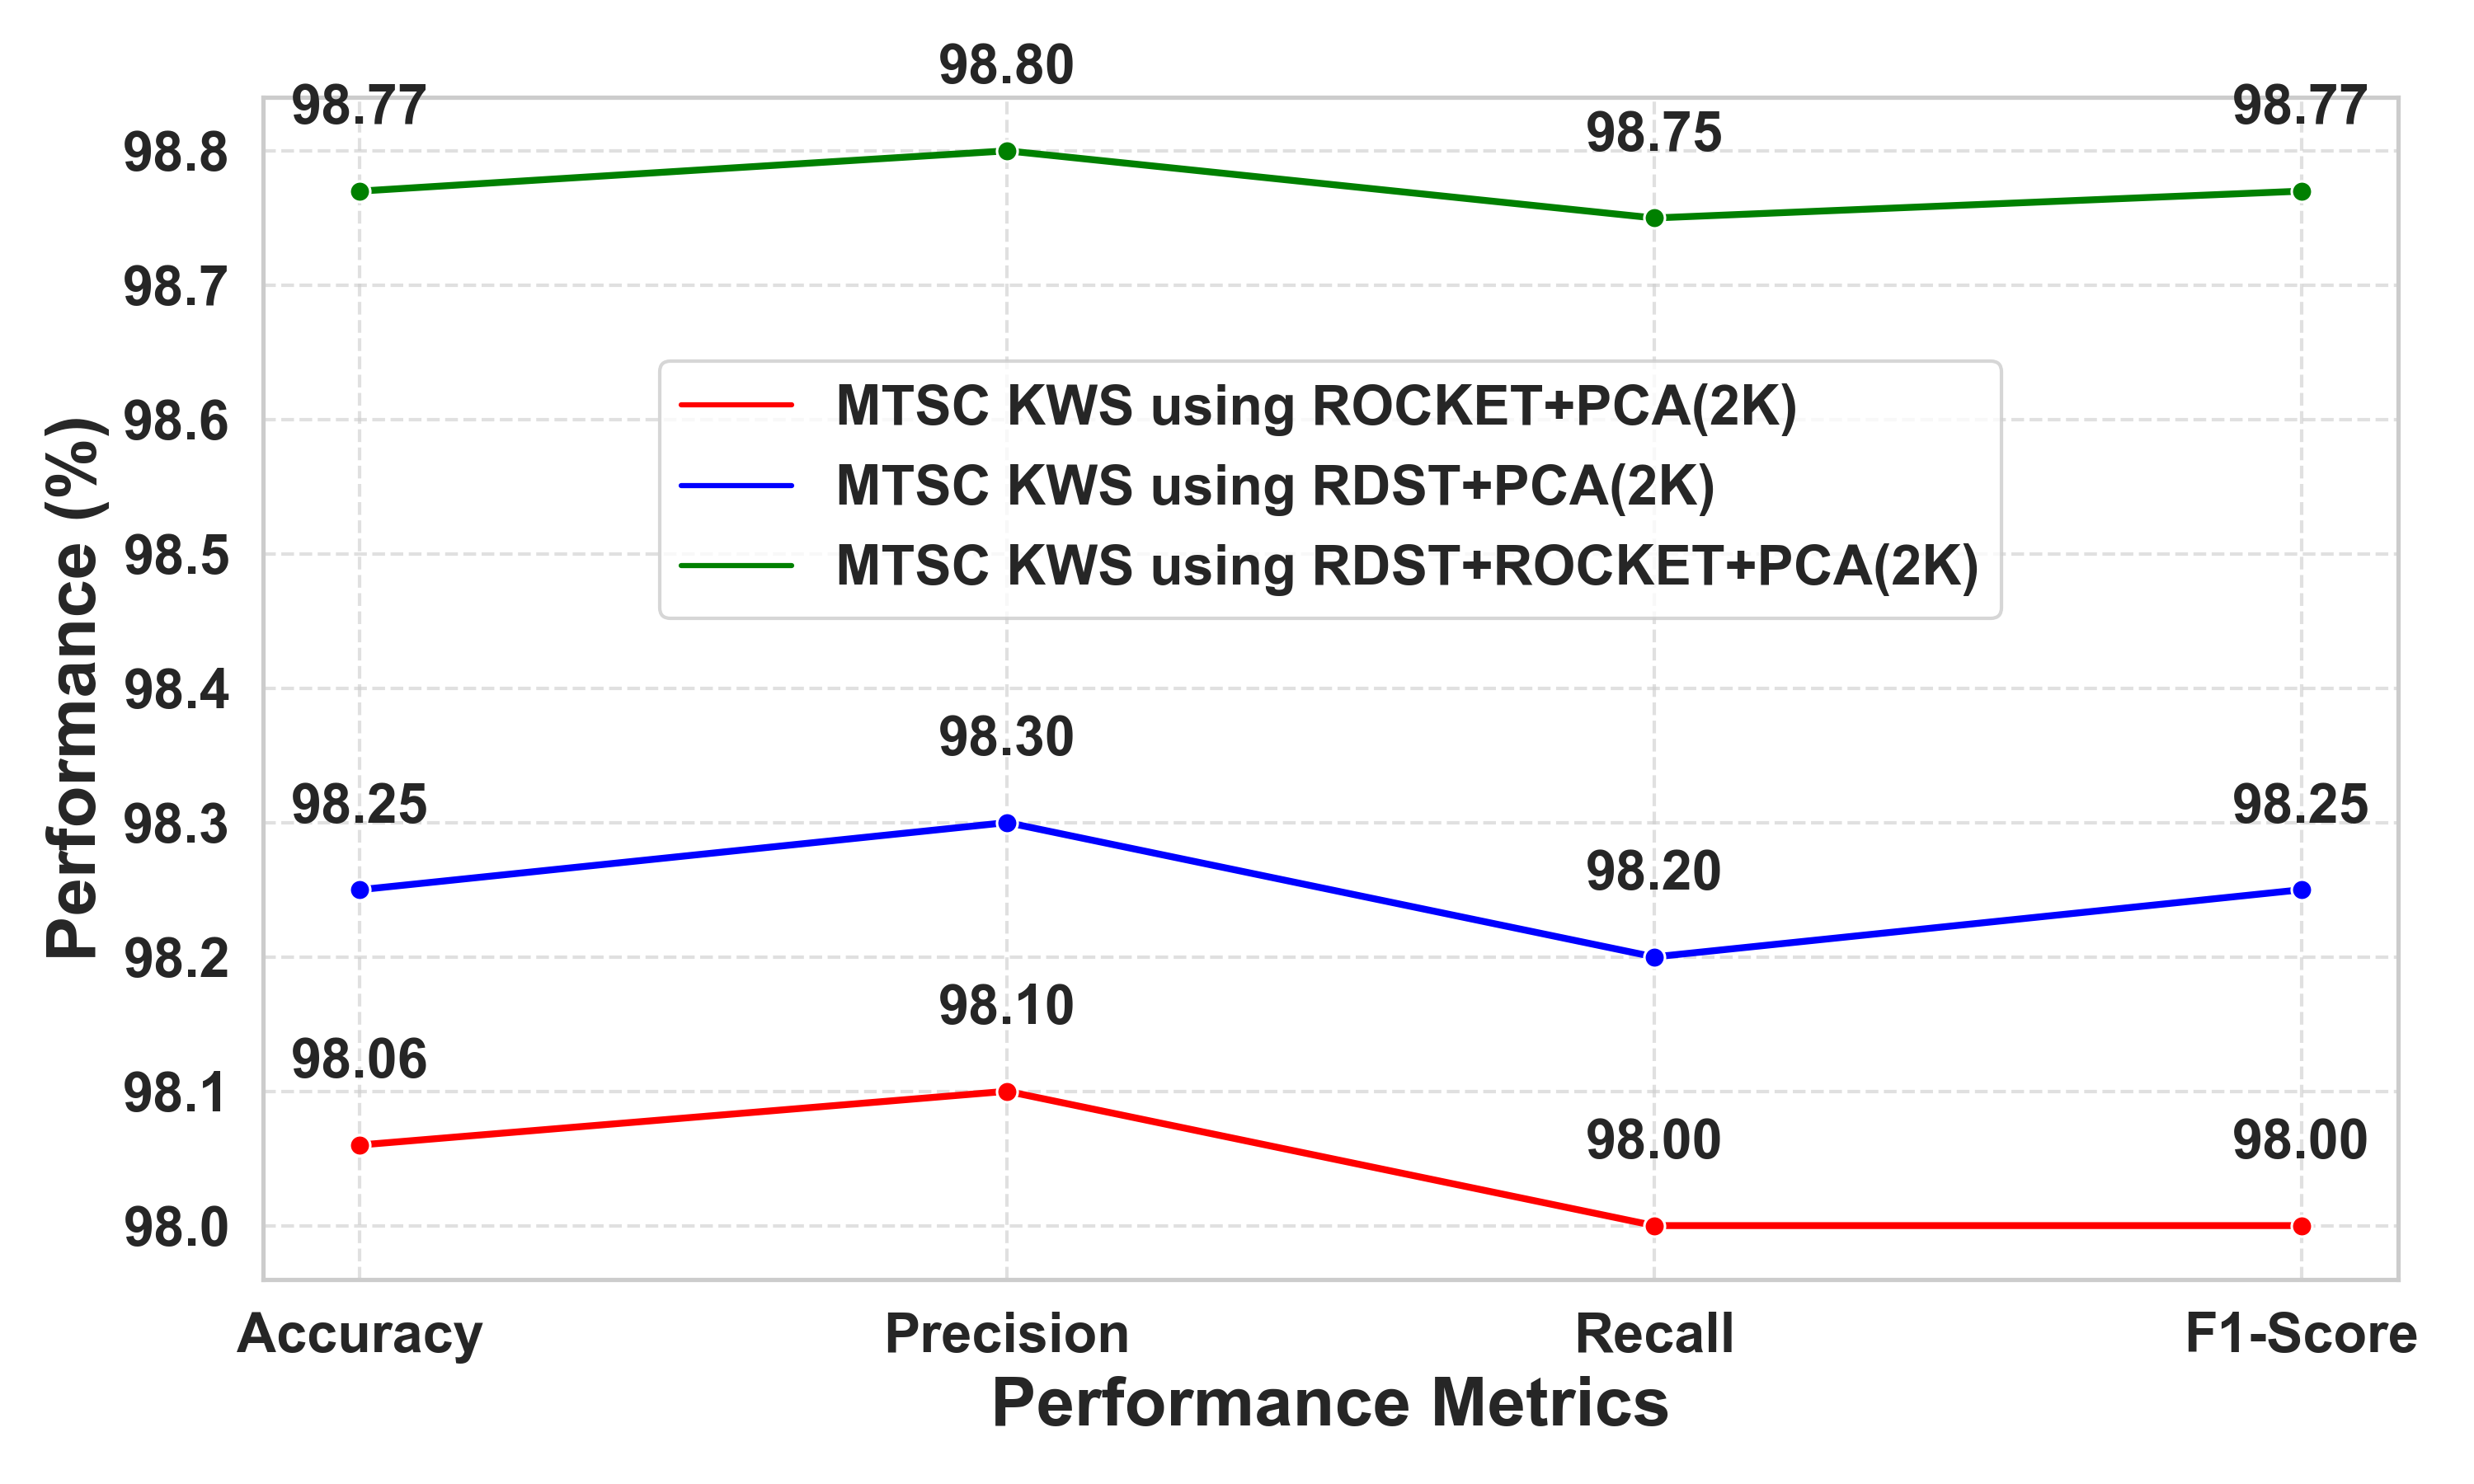 98.80
98.77
98.77
98.75
98.8
98.7
MTSC KWS using ROCKET+PCA(2K)
98.6
MTSC KWS using RDST+PCA(2K)
98.5
MTSC KWS using RDST+ROCKET+PCA(2K)
98.4
98.30
98.25
98.25
98.3
98.20
98.2
98.10
98.06
98.1
98.00
98.00
98.0
Performance (%)
Accuracy
Precision
Recall
F1-Score
Performance Metrics